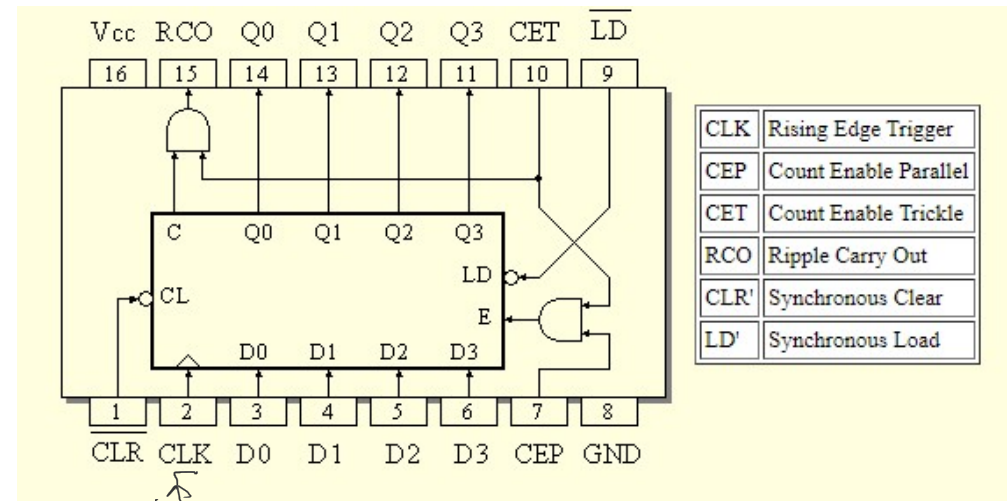 Vcc RCO Q0 Q1 Q2 Q3 CET LD
16 15 14 13 12 11 10 9
C Q0 Q1 Q2 Q3
LD
CL
E
D0 D1 D2 D3
1 2 3 4 5 6 7 8
CLR CLK D0 D1 D2 D3 CEP GND
CLK Rising Edge Trigger
CEP Count Enable Parallel
CET Count Enable Trickle
RCO Ripple Carry Out
CLR' Synchronous Clear
LD' Synchronous Load